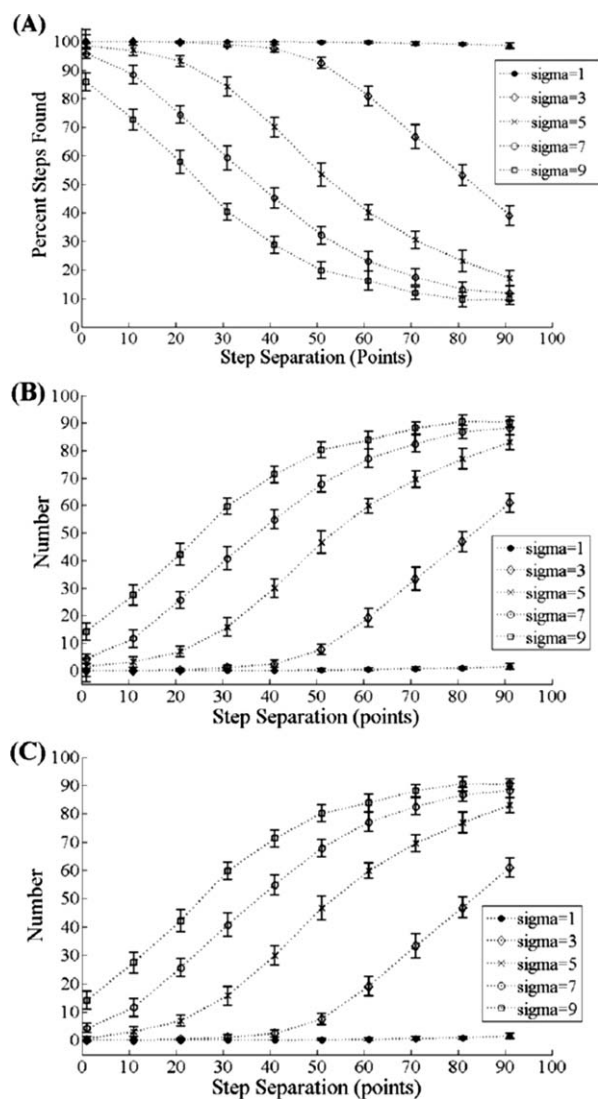 (A)
100
90
80
70
60
50
40
30
20
10
0
Percent Steps Found
0 10 20 30 40 50 60 70 80 90 100
Step Separation (Points)
sigma=1
sigma=3
sigma=5
sigma=7
sigma=9
(B)
100
90
80
70
60
50
40
30
20
10
0
Number
0 10 20 30 40 50 60 70 80 90 100
Step Separation (points)
sigma=1
sigma=3
sigma=5
sigma=7
sigma=9
(C)
100
90
80
70
60
50
40
30
20
10
0
Number
0 10 20 30 40 50 60 70 80 90 100
Step Separation (points)
sigma=1
sigma=3
sigma=5
sigma=7
sigma=9